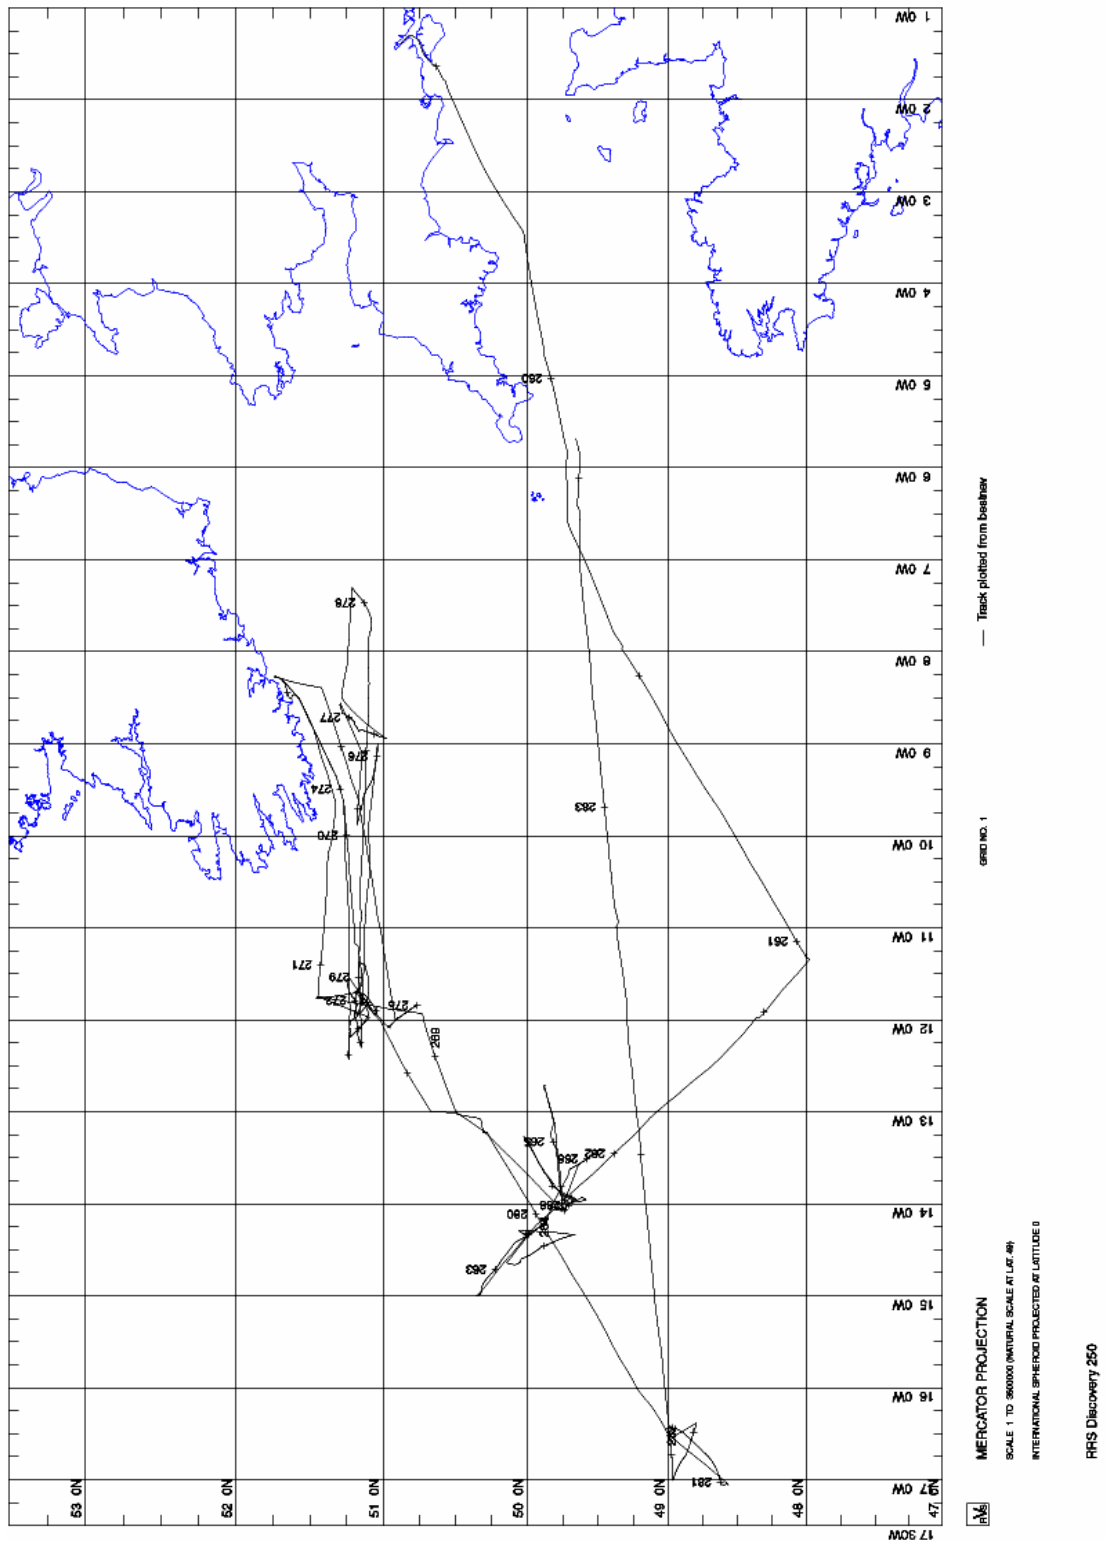 1 0W
2 0W
3 0W
4 0W
5 0W
6 0W
7 0W
8 0W
9 0W
10 0W
11 0W
12 0W
13 0W
14 0W
15 0W
16 0W
17 0W
17 30W
53 0N
52 0N
51 0N
50 0N
49 0N
48 0N
260
278
277
276
274
270
283
261
271
279
275
269
265
262
280
263
281
— Track plotted from bestnav
GRID NO. 1
MERCATOR PROJECTION
SCALE 1 TO 3500000 (NATURAL SCALE AT LAT. 49)
INTERNATIONAL SPHEROID PROJECTED AT LATITUDE 0
RVS
RRS Discovery 250